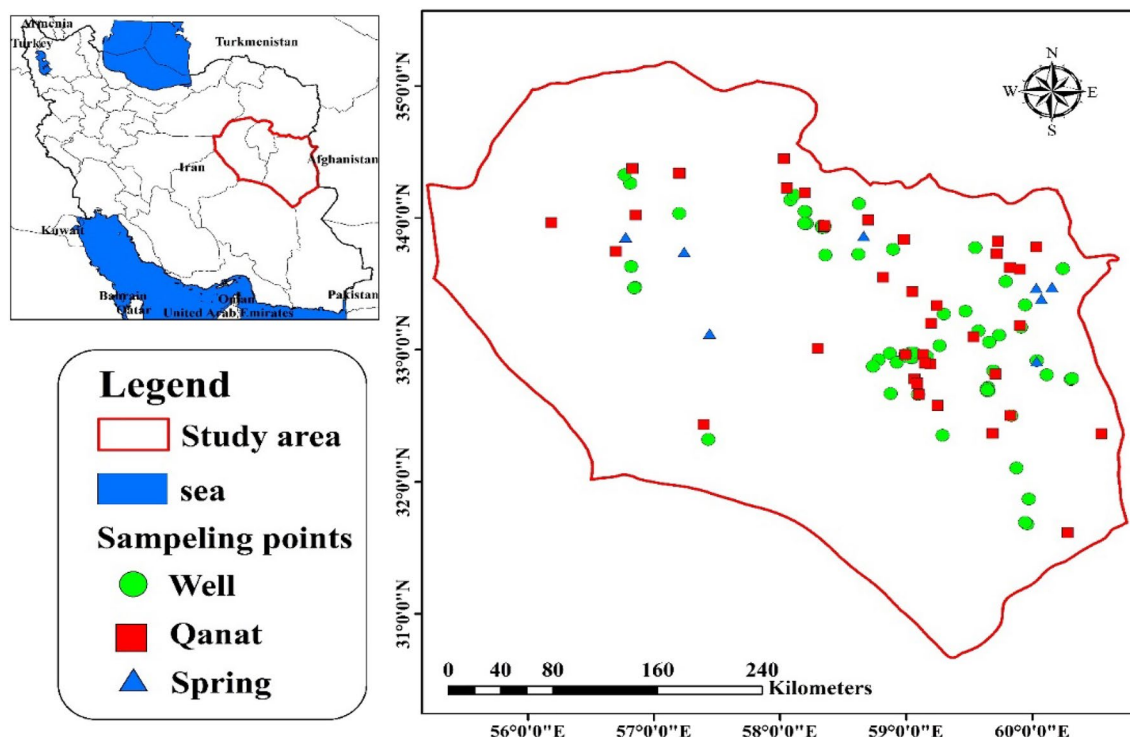 Armenia
Turkey
Turkmenistan
Iran
Afghanistan
Kuwait
Bahrain
Qatar
Oman
Pakistan
United Arab Emirates
Legend
Study area
sea
Sampeling points
Well
Qanat
Spring
N
W E
S
35°0'0"N
34°0'0"N
33°0'0"N
32°0'0"N
31°0'0"N
0 40 80 160 240
Kilometers
56°0'0"E 57°0'0"E 58°0'0"E 59°0'0"E 60°0'0"E